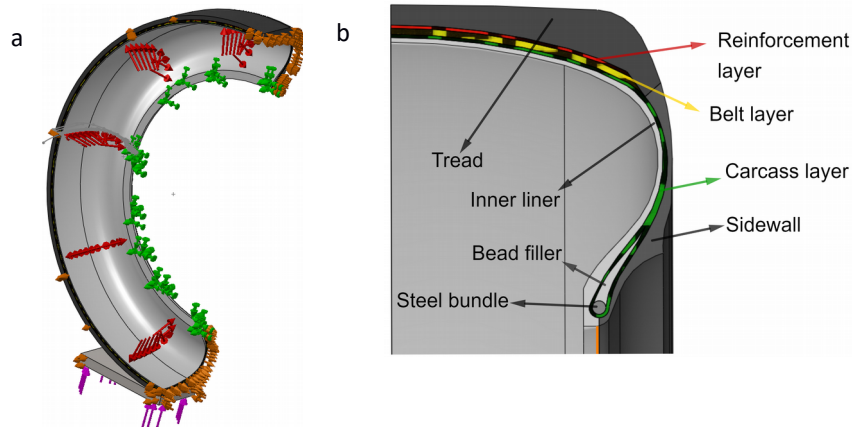 a
b
Reinforcement
layer
Belt layer
Tread
Carcass layer
Inner liner
Sidewall
Bead filler
Steel bundle